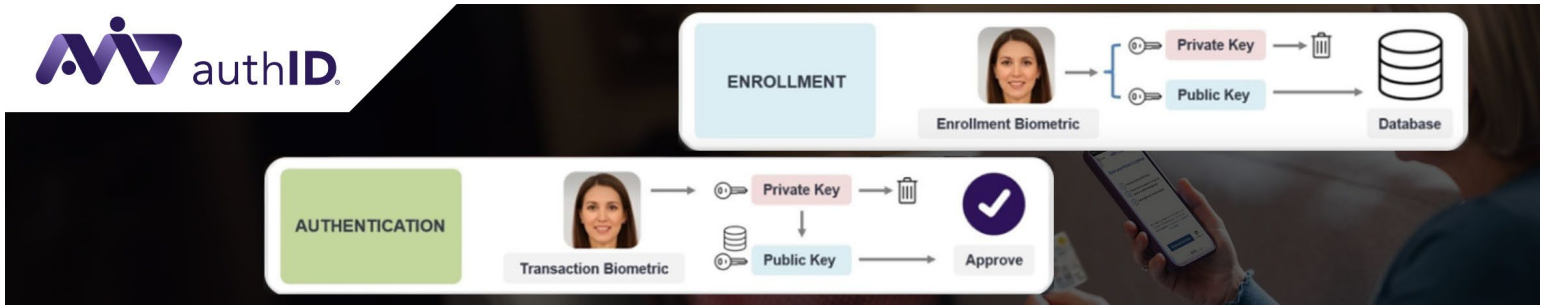 authID.
ENROLLMENT
Private Key
Public Key
Enrollment Biometric
Database
AUTHENTICATION
Private Key
Public Key
Transaction Biometric
Approve